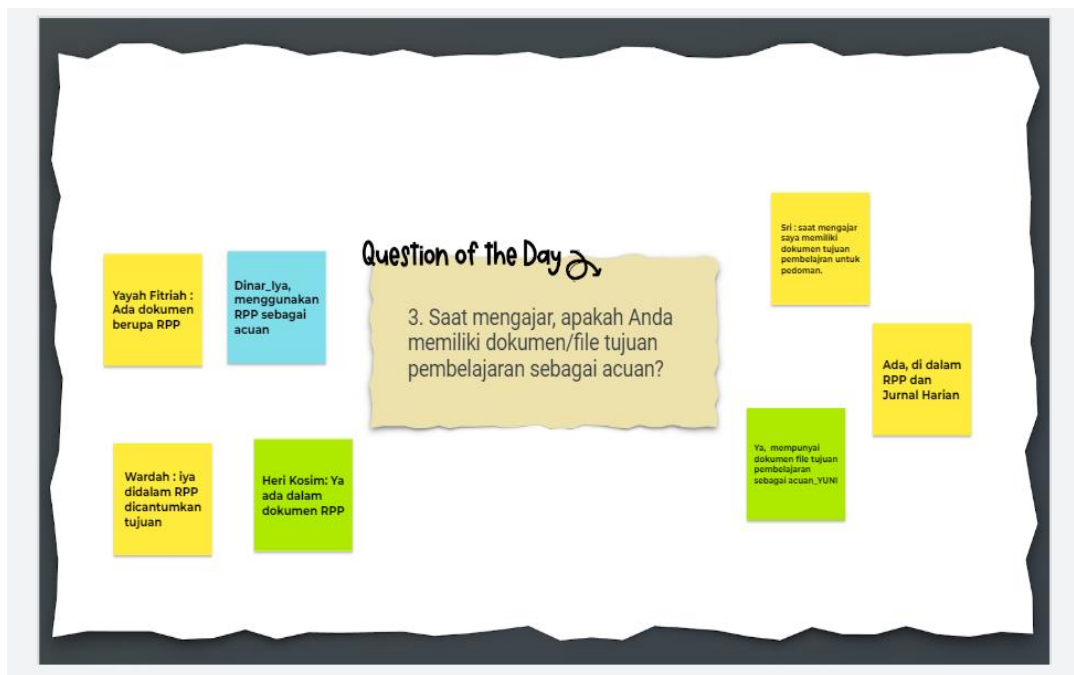 Question of the Day
3. Saat mengajar, apakah Anda
memiliki dokumen/file tujuan
pembelajaran sebagai acuan?
Yayah Fitriah :
Ada dokumen
berupa RPP
Dinar_Iya,
menggunakan
RPP sebagai
acuan
Wardah : iya
didalam RPP
dicantumkan
tujuan
Heri Kosim: Ya
ada dalam
dokumen RPP
Sri : saat mengajar
saya memiliki
dokumen tujuan
pembelajran untuk
pedoman.
Ada, di dalam
RPP dan
Jurnal Harian
Ya, mempunyai
dokumen file tujuan
pembelajaran
sebagai acuan_YUNI